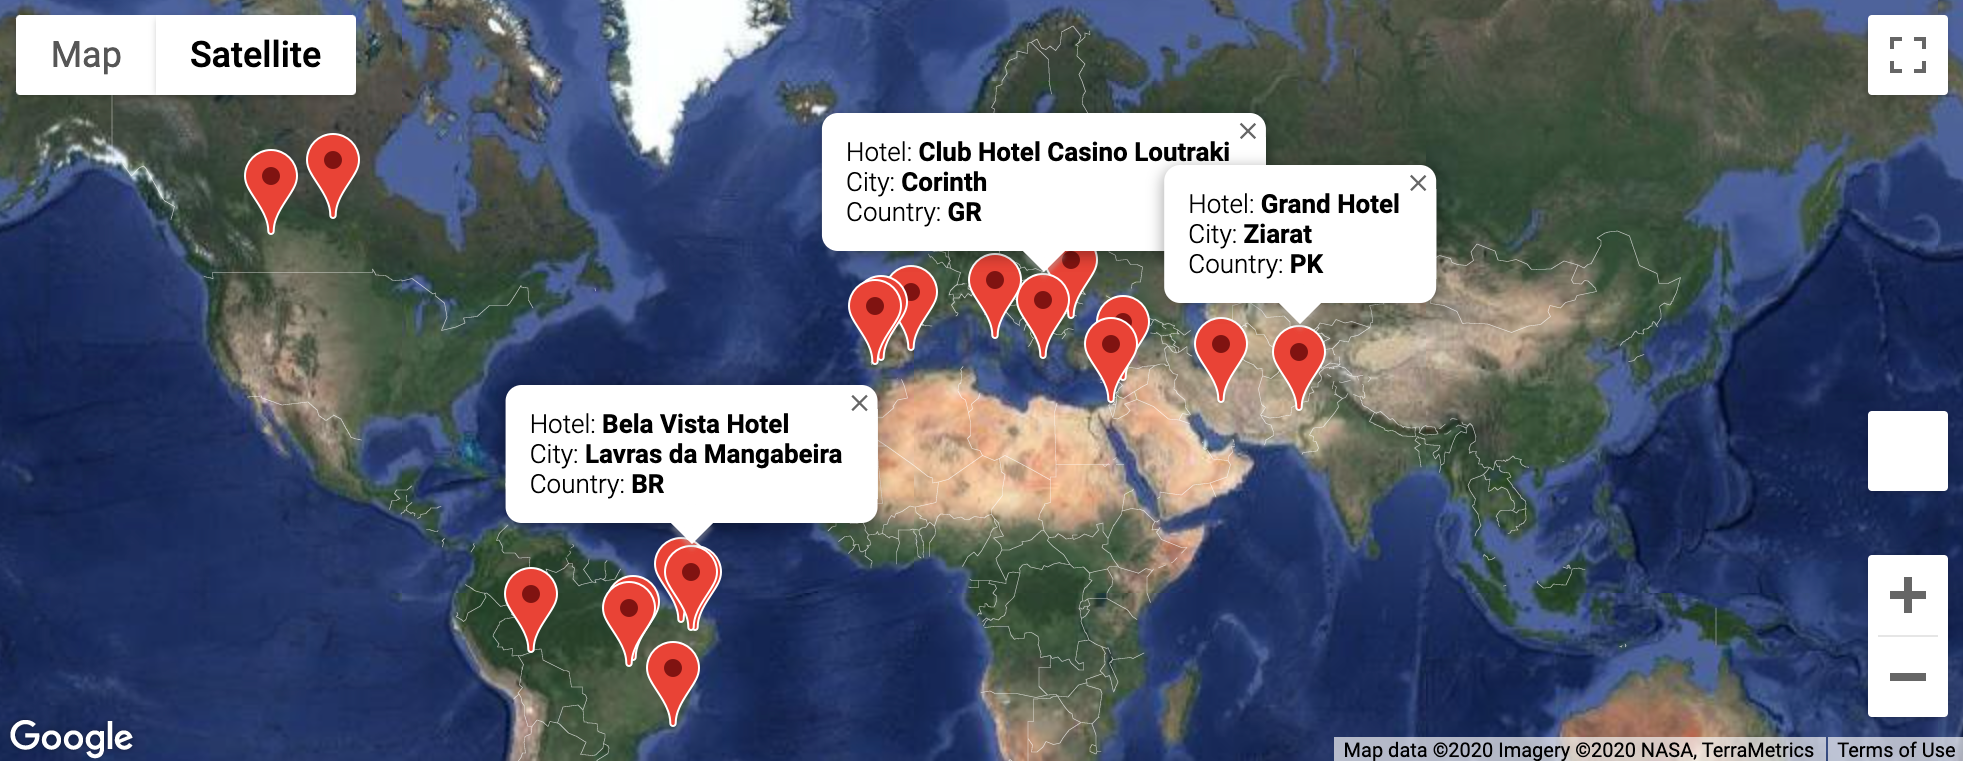 Map
Satellite
Hotel: Club Hotel Casino Loutraki
City: Corinth
Country: GR
Hotel: Grand Hotel
City: Ziarat
Country: PK
Hotel: Bela Vista Hotel
City: Lavras da Mangabeira
Country: BR
Google
Map data ©2020 Imagery ©2020 NASA, TerraMetrics
Terms of Use